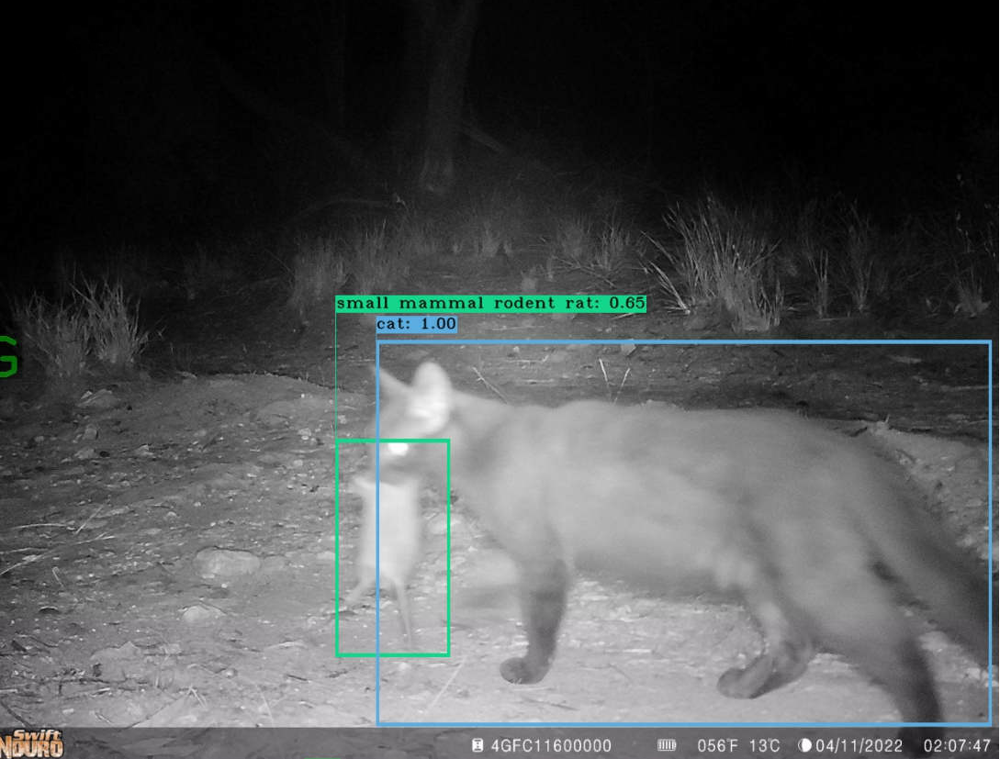 small mammal rodent rat: 0.65
cat: 1.00
G
Swift
NDURO
4GFC11600000 056°F 13°C 04/11/2022 02:07:47